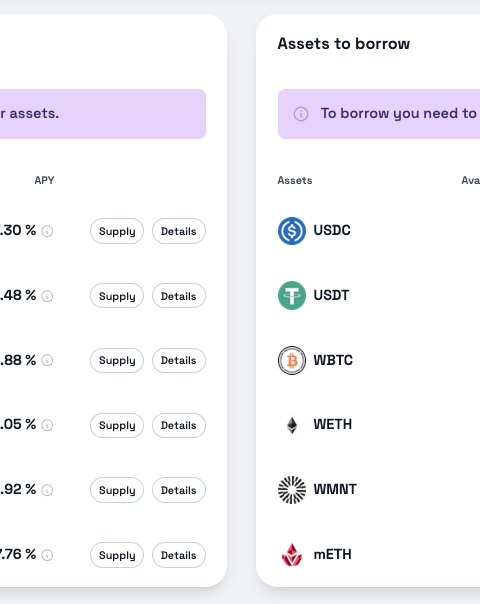 r assets.
APY
.30 %
Supply Details
.48 %
Supply Details
.88 %
Supply Details
.05 %
Supply Details
.92 %
Supply Details
7.76 %
Supply Details
Assets to borrow
To borrow you need to
Assets Ava
USDC
USDT
WBTC
WETH
WMNT
mETH